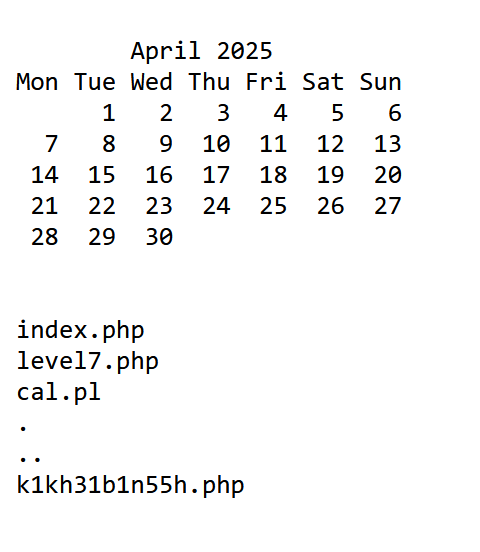 April 2025
Mon Tue Wed Thu Fri Sat Sun
1 2 3 4 5 6
7 8 9 10 11 12 13
14 15 16 17 18 19 20
21 22 23 24 25 26 27
28 29 30
index.php
level7.php
cal.pl
.
..
k1kh31b1n55h.php